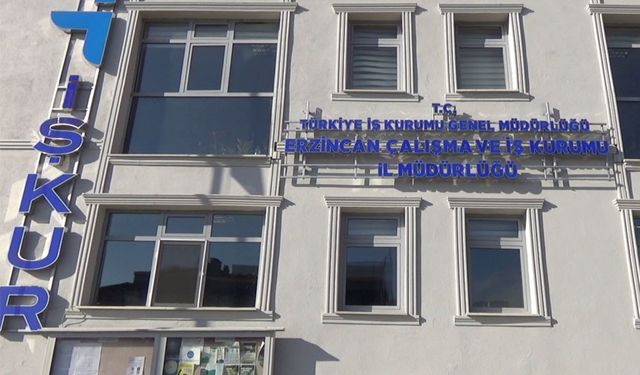 İŞKUR
T.C.
TÜRKİYE İŞ KURUMU GENEL MÜDÜRLÜĞÜ
ERZİNCAN ÇALIŞMA VE İŞ KURUMU
İL MÜDÜRLÜĞÜ